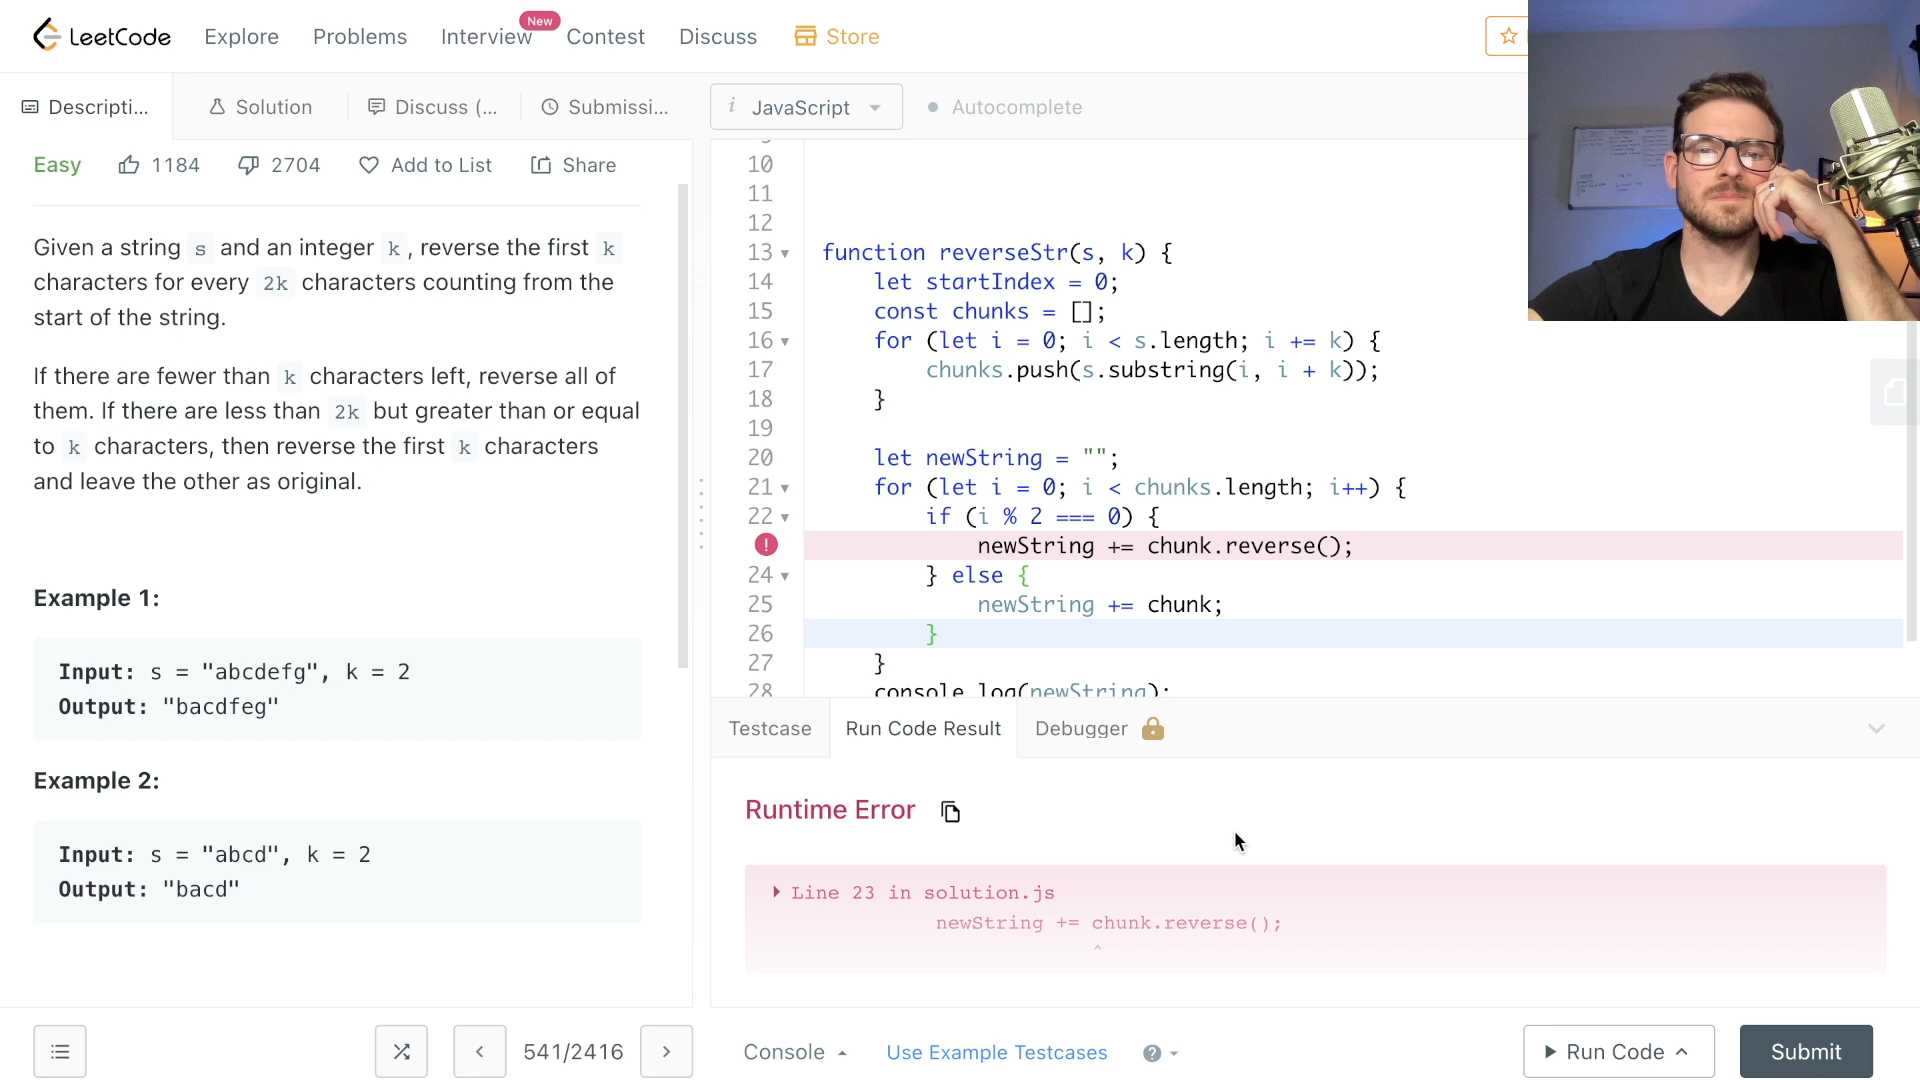 LeetCode
Explore
Problems
Interview
New
Contest
Discuss
Store
Descripti...
Solution
Discuss (...
Submissi...
i JavaScript
Autocomplete
Easy
1184
2704
Add to List
Share
Given a string s and an integer k, reverse the first k
characters for every 2k characters counting from the
start of the string.
If there are fewer than k characters left, reverse all of
them. If there are less than 2k but greater than or equal
to k characters, then reverse the first k characters
and leave the other as original.
Example 1:
Input: s = "abcdefg", k = 2
Output: "bacdfeg"
Example 2:
Input: s = "abcd", k = 2
Output: "bacd"
10
11
12
13 function reverseStr(s, k) {
14 let startIndex = 0;
15 const chunks = [];
16 for (let i = 0; i < s.length; i += k) {
17 chunks.push(s.substring(i, i + k));
18 }
19
20 let newString = "";
21 for (let i = 0; i < chunks.length; i++) {
22 if (i % 2 === 0) {
newString += chunk.reverse();
24 } else {
25 newString += chunk;
26 }
27 }
28 console.log(newString);
Testcase
Run Code Result
Debugger
Runtime Error
Line 23 in solution.js
newString += chunk.reverse();
^
541/2416
Console
Use Example Testcases
?
Run Code
Submit